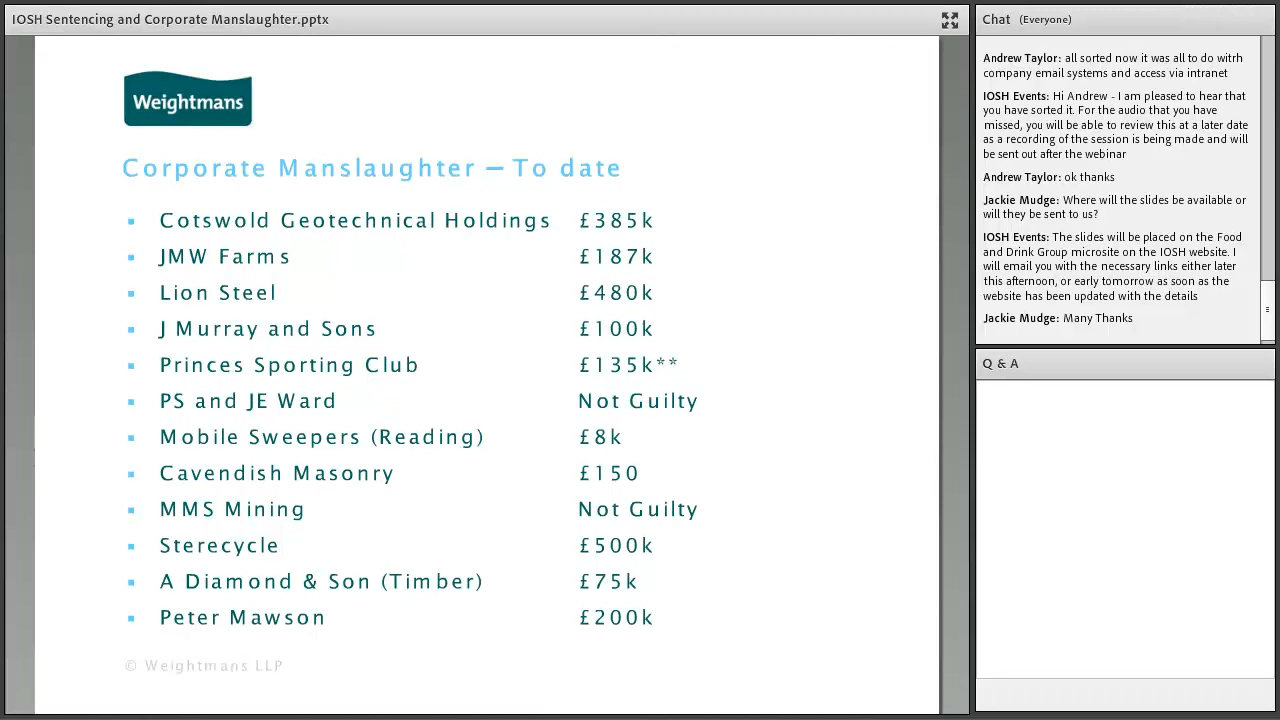 IOSH Sentencing and Corporate Manslaughter.pptx
Weightmans
Corporate Manslaughter – To date
Cotswold Geotechnical Holdings £385k
JMW Farms £187k
Lion Steel £480k
J Murray and Sons £100k
Princes Sporting Club £135k**
PS and JE Ward Not Guilty
Mobile Sweepers (Reading) £8k
Cavendish Masonry £150
MMS Mining Not Guilty
Sterecycle £500k
A Diamond & Son (Timber) £75k
Peter Mawson £200k
© Weightmans LLP
Chat (Everyone)
Andrew Taylor: all sorted now it was all to do witrh
company email systems and access via intranet
IOSH Events: Hi Andrew - I am pleased to hear that
you have sorted it. For the audio that you have
missed, you will be able to review this at a later date
as a recording of the session is being made and will
be sent out after the webinar
Andrew Taylor: ok thanks
Jackie Mudge: Where will the slides be available or
will they be sent to us?
IOSH Events: The slides will be placed on the Food
and Drink Group microsite on the IOSH website. I
will email you with the necessary links either later
this afternoon, or early tomorrow as soon as the
website has been updated with the details
Jackie Mudge: Many Thanks
Q & A